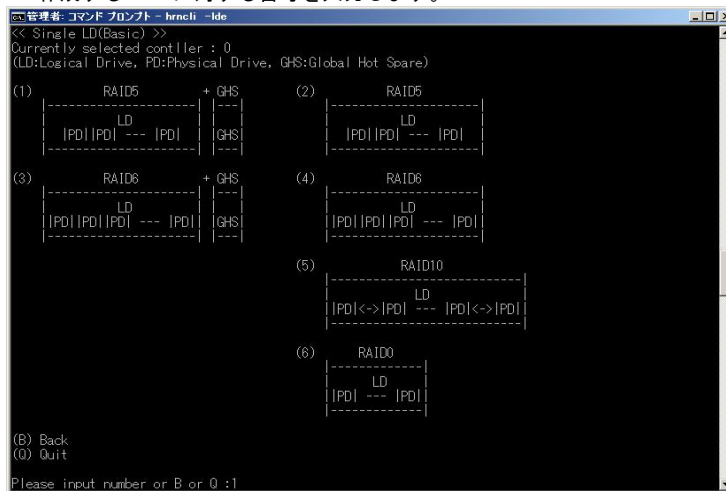 管理者: コマンド プロンプト - hrncli -lde
<< Single LD(Basic) >>
Currently selected contller : 0
(LD:Logical Drive, PD:Physical Drive, GHS:Global Hot Spare)
(1) RAID5 + GHS (2) RAID5
|---------------------| |---| |---------------------|
| LD | | | | LD |
| |PD||PD| --- |PD| | |GHS| | |PD||PD| --- |PD| |
|---------------------| |---| |---------------------|
(3) RAID6 + GHS (4) RAID6
|---------------------| |---| |---------------------|
| LD | | | | LD |
||PD||PD||PD| --- |PD|| |GHS| ||PD||PD||PD| --- |PD||
|---------------------| |---| |---------------------|
(5) RAID10
|---------------------------|
| LD |
||PD|<->|PD| --- |PD|<->|PD||
|---------------------------|
(6) RAID0
|-------------|
| LD |
||PD| --- |PD||
|-------------|
(B) Back
(Q) Quit
Please input number or B or Q :1